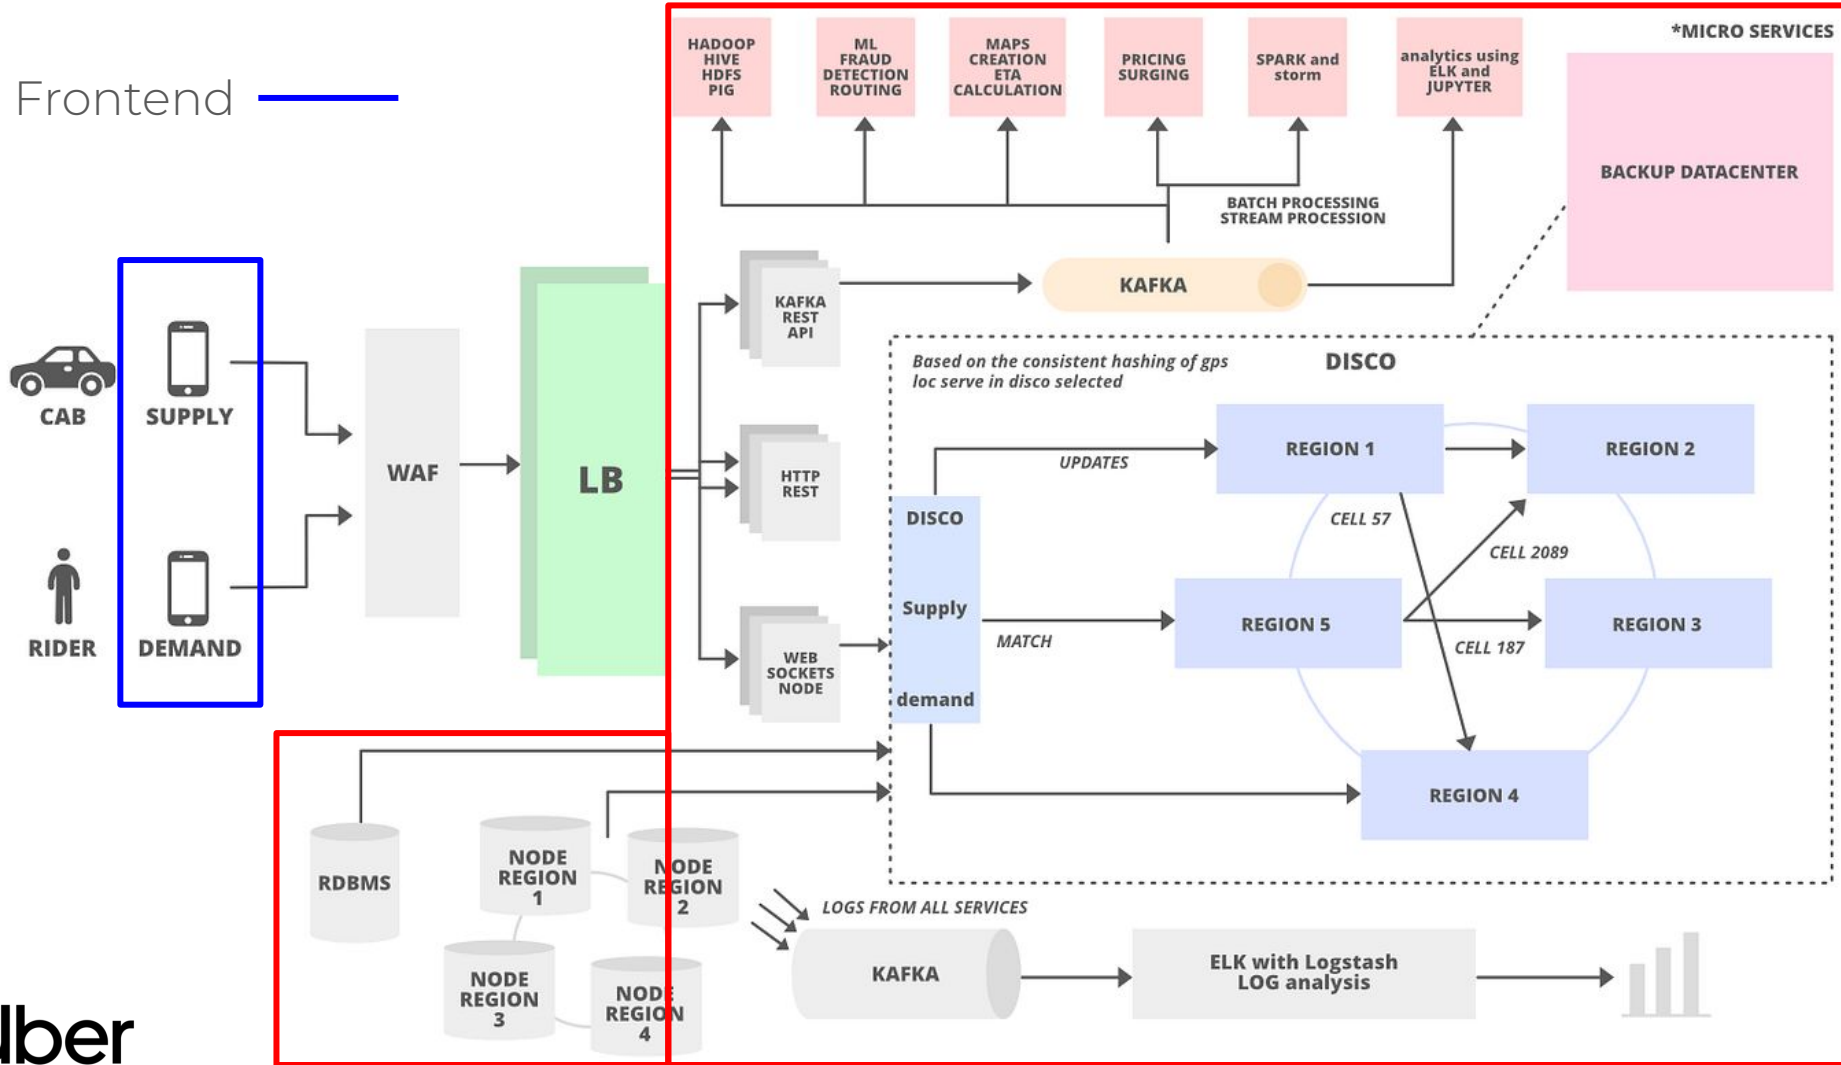 Frontend
HADOOP
HIVE
HDFS
PIG
ML
FRAUD
DETECTION
ROUTING
MAPS
CREATION
ETA
CALCULATION
PRICING
SURGING
SPARK and
storm
analytics using
ELK and
JUPYTER
*MICRO SERVICES
BACKUP DATACENTER
BATCH PROCESSING
STREAM PROCESSION
KAFKA
REST
API
KAFKA
CAB
SUPPLY
RIDER
DEMAND
WAF
LB
HTTP
REST
WEB
SOCKETS
NODE
Based on the consistent hashing of gps
loc serve in disco selected
DISCO
DISCO
Supply
demand
UPDATES
MATCH
REGION 1
REGION 2
CELL 57
CELL 2089
REGION 5
REGION 3
CELL 187
REGION 4
RDBMS
NODE
REGION
1
NODE
REGION
2
NODE
REGION
3
NODE
REGION
4
LOGS FROM ALL SERVICES
KAFKA
ELK with Logstash
LOG analysis